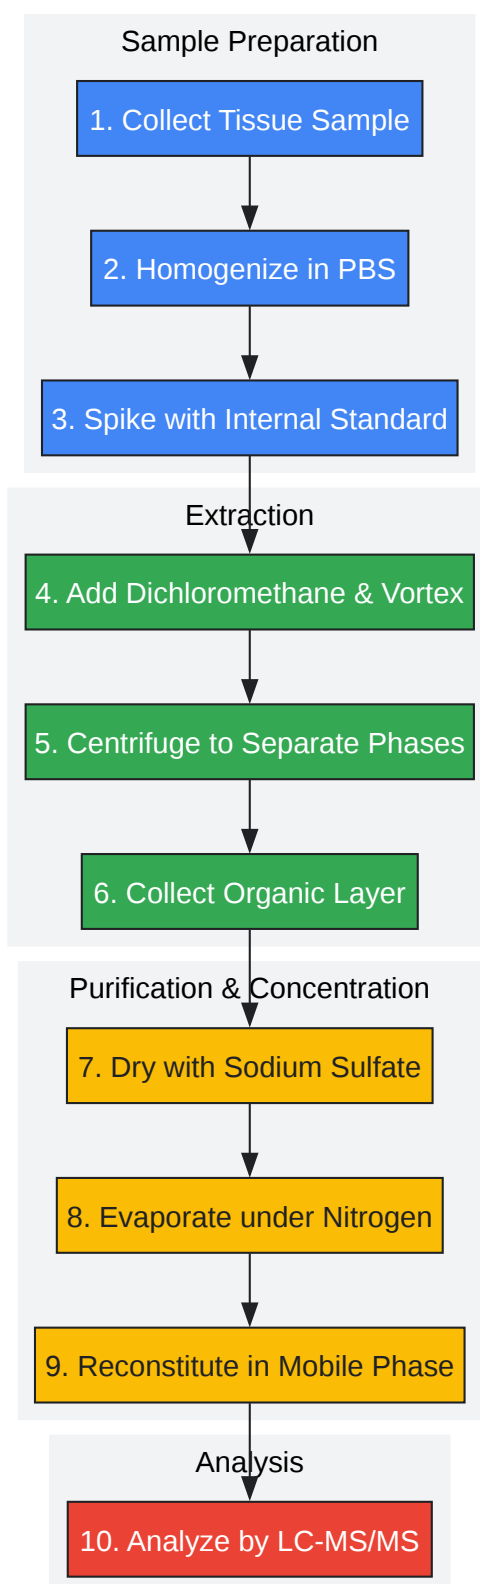 Sample Preparation
1. Collect Tissue Sample
2. Homogenize in PBS
3. Spike with Internal Standard
Extraction
4. Add Dichloromethane & Vortex
5. Centrifuge to Separate Phases
6. Collect Organic Layer
Purification & Concentration
7. Dry with Sodium Sulfate
8. Evaporate under Nitrogen
9. Reconstitute in Mobile Phase
Analysis
10. Analyze by LC-MS/MS